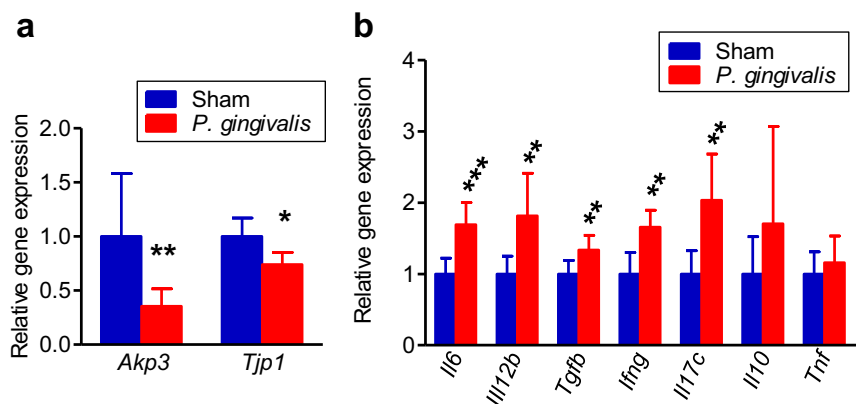 a
Sham
P. gingivalis
Relative gene expression
2.0
1.5
1.0
0.5
0.0
**
*
Akp3
Tjp1
b
Sham
P. gingivalis
Relative gene expression
4
3
2
1
0
***
**
**
**
**
Il6
Ill12b
Tgfb
Ifng
Il17c
Il10
Tnf